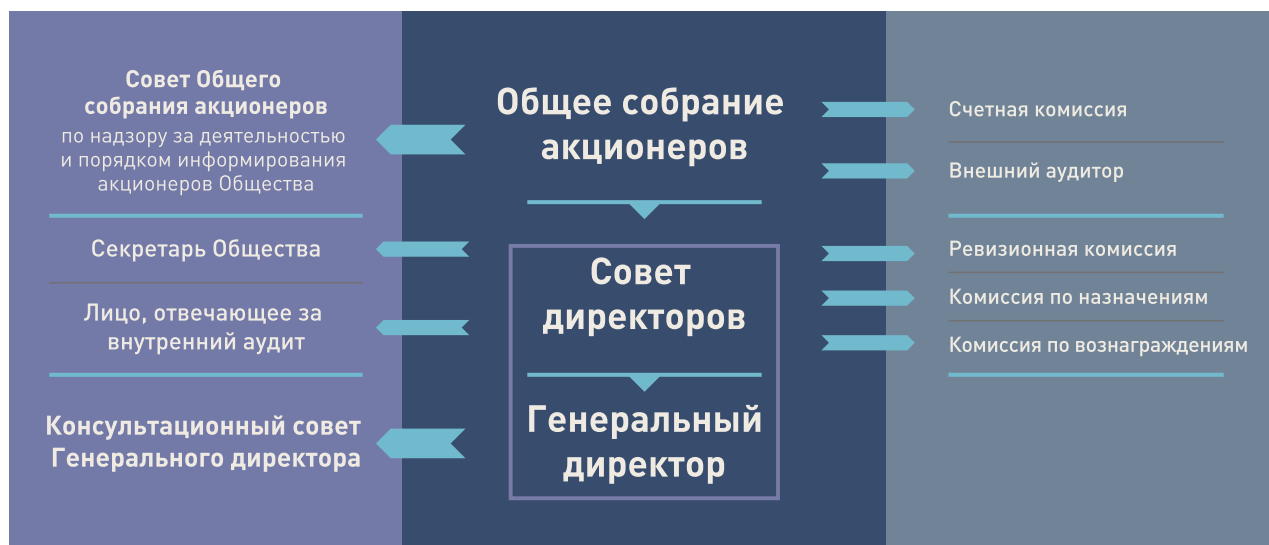 Совет Общего
собрания акционеров
по надзору за деятельностью
и порядком информирования
акционеров Общества
Секретарь Общества
Лицо, отвечающее за
внутренний аудит
Консультационный совет
Генерального директора
Общее собрание
акционеров
Совет
директоров
Генеральный
директор
Счетная комиссия
Внешний аудитор
Ревизионная комиссия
Комиссия по назначениям
Комиссия по вознаграждениям